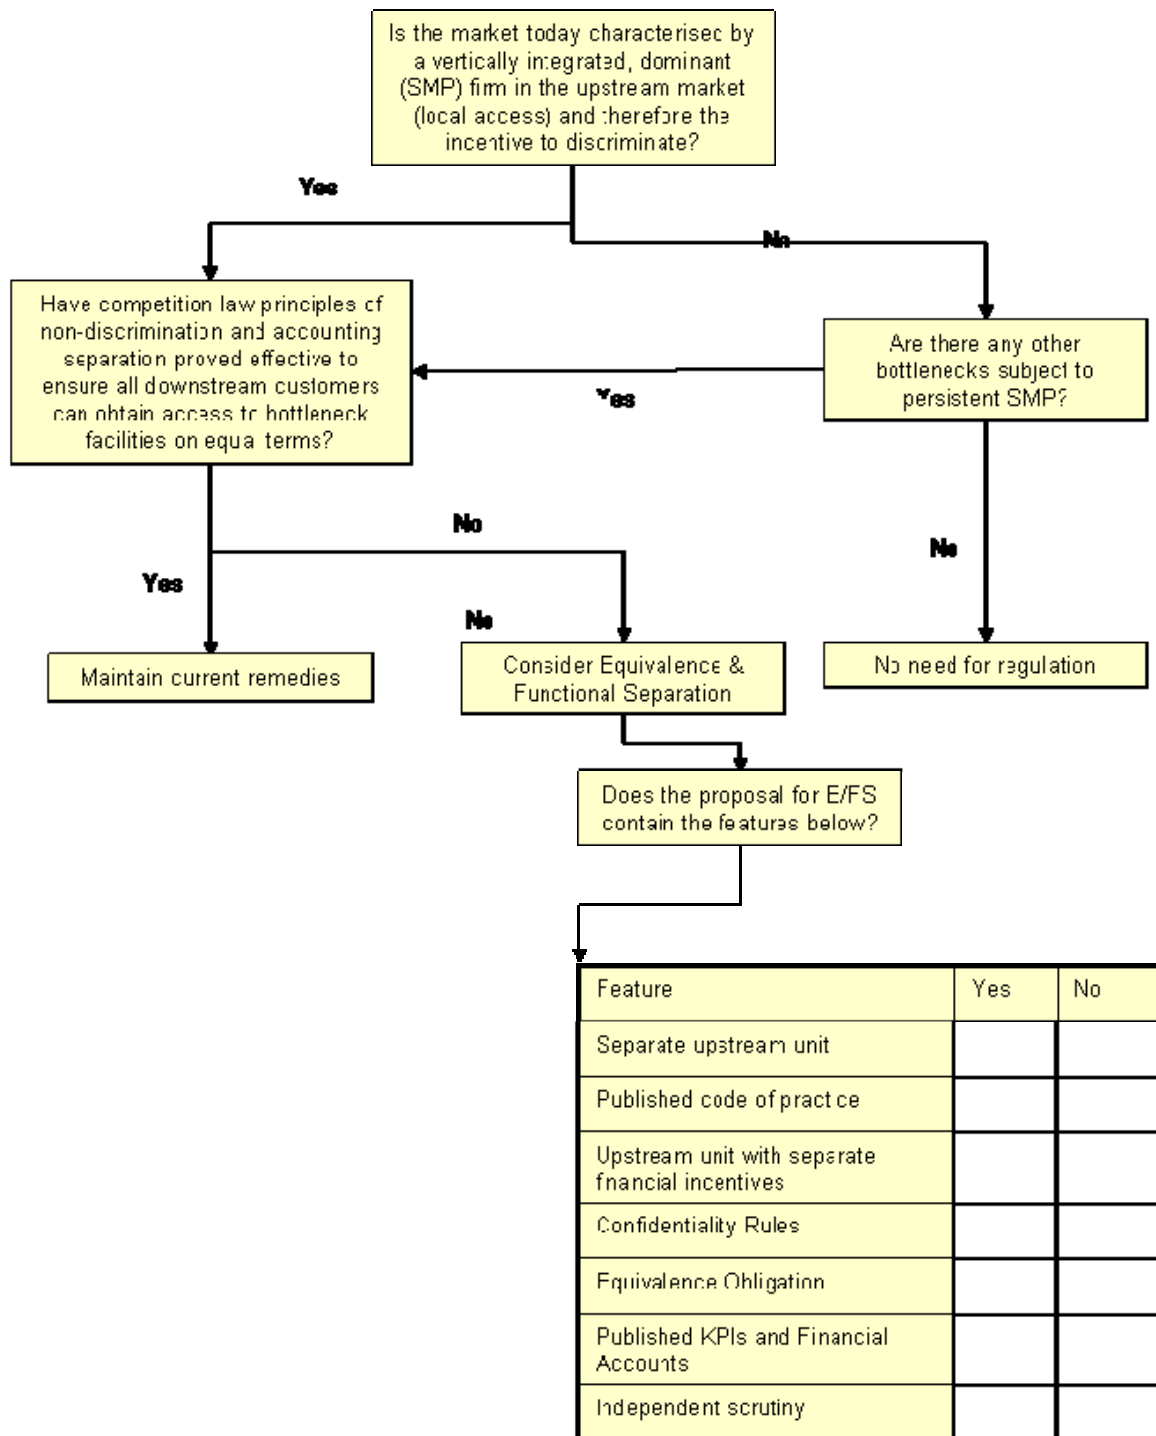 Is the market today characterised by
a vertically integrated, dominant
(SMP) firm in the upstream market
(local access) and therefore the
incentive to discriminate?
Yes
No
Have competition law principles of
non-discrimination and accounting
separation proved effective to
ensure all downstream customers
can obtain access to bottleneck
facilities on equal terms?
Are there any other
bottlenecks subject to
persistent SMP?
Yes
No
No
Yes
No
Maintain current remedies
Consider Equivalence &
Functional Separation
No need for regulation
Does the proposal for E/FS
contain the features below?
Feature Yes No
Separate upstream unit
Published code of practice
Upstream unit with separate
financial incentives
Confidentiality Rules
Equivalence Obligation
Published KPIs and Financial
Accounts
Independent scrutiny